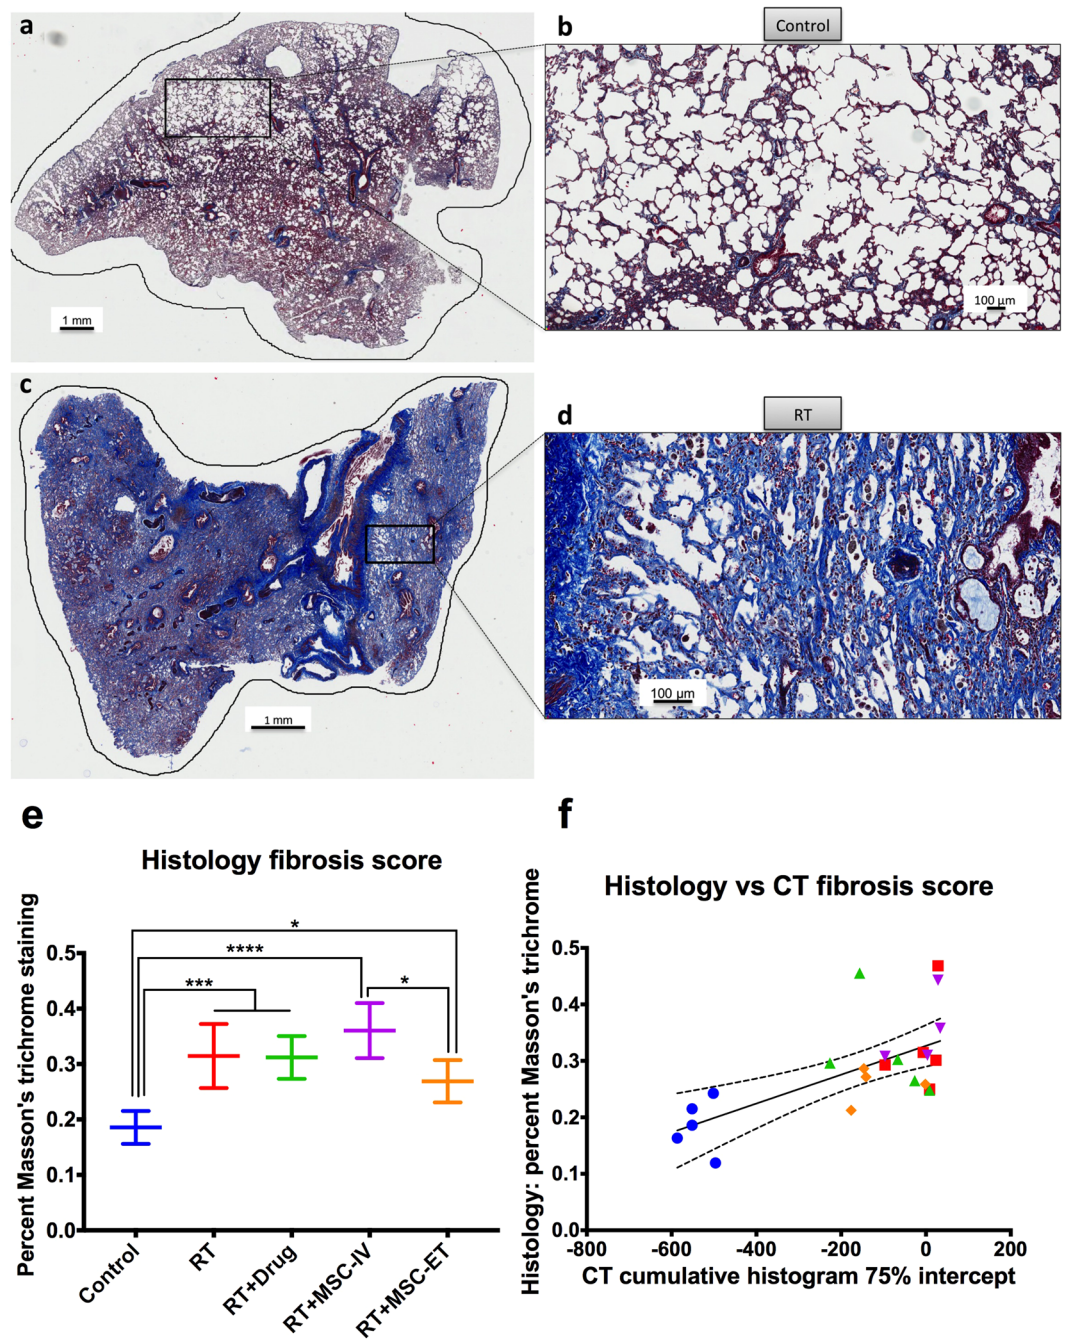 a
1 mm
b
Control
100 µm
c
1 mm
d
RT
100 µm
e
Histology fibrosis score
Percent Masson's trichrome staining
0.5
0.4
0.3
0.2
0.1
0.0
*
****
***
*
Control
RT
RT+Drug
RT+MSC-IV
RT+MSC-ET
f
Histology vs CT fibrosis score
Histology: percent Masson's trichrome
0.5
0.4
0.3
0.2
0.1
0.0
-800 -600 -400 -200 0 200
CT cumulative histogram 75% intercept